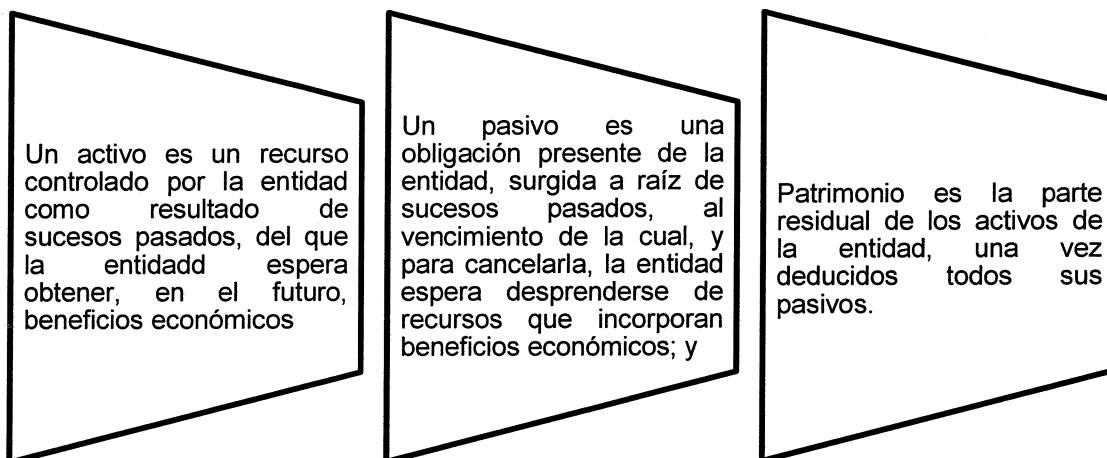 Un activo es un recurso
controlado por la entidad
como resultado de
sucesos pasados, del que
la entidadd espera
obtener, en el futuro,
beneficios económicos
Un pasivo es una
obligación presente de la
entidad, surgida a raíz de
sucesos pasados, al
vencimiento de la cual, y
para cancelarla, la entidad
espera desprenderse de
recursos que incorporan
beneficios económicos; y
Patrimonio es la parte
residual de los activos de
la entidad, una vez
deducidos todos sus
pasivos.